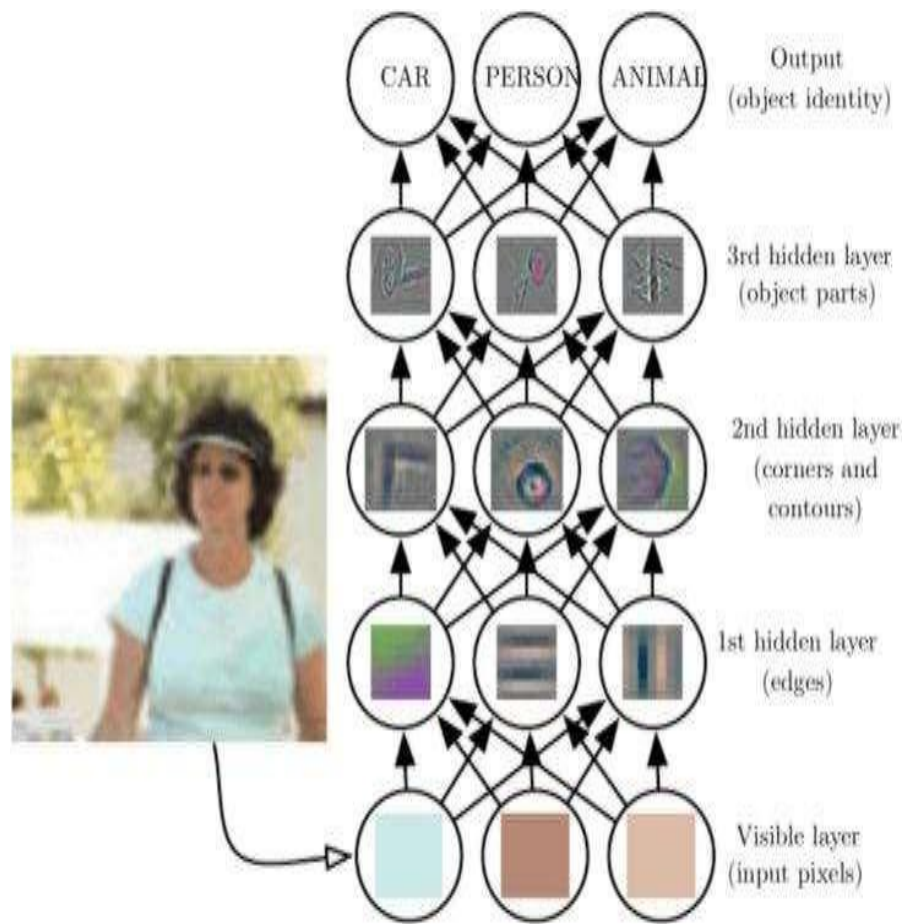 CAR PERSON ANIMAL
Output
(object identity)
3rd hidden layer
(object parts)
2nd hidden layer
(corners and
contours)
1st hidden layer
(edges)
Visible layer
(input pixels)